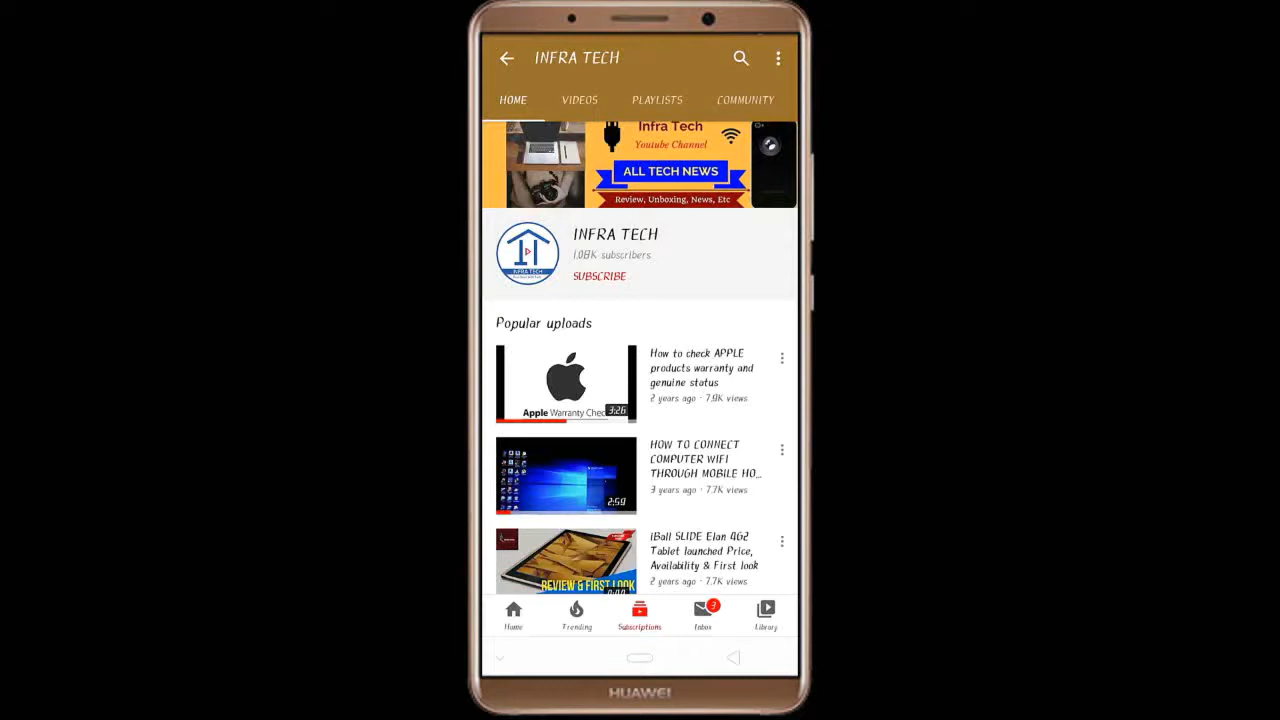 INFRA TECH
HOME VIDEOS PLAYLISTS COMMUNITY
Infra Tech
Youtube Channel
ALL TECH NEWS
Review, Unboxing, News, Etc
INFRA TECH
INFRA TECH
1.08K subscribers
SUBSCRIBE
Popular uploads
How to check APPLE
products warranty and
genuine status
2 years ago · 7.9K views
Apple Warranty Chec
3:26
HOW TO CONNECT
COMPUTER WIFI
THROUGH MOBILE HO...
3 years ago · 7.7K views
2:59
iBall SLIDE Elan 4G2
Tablet launched Price,
Availability & First look
2 years ago · 7.7K views
REVIEW & FIRST LOOK
3
Home Trending Subscriptions Inbox Library
HUAWEI